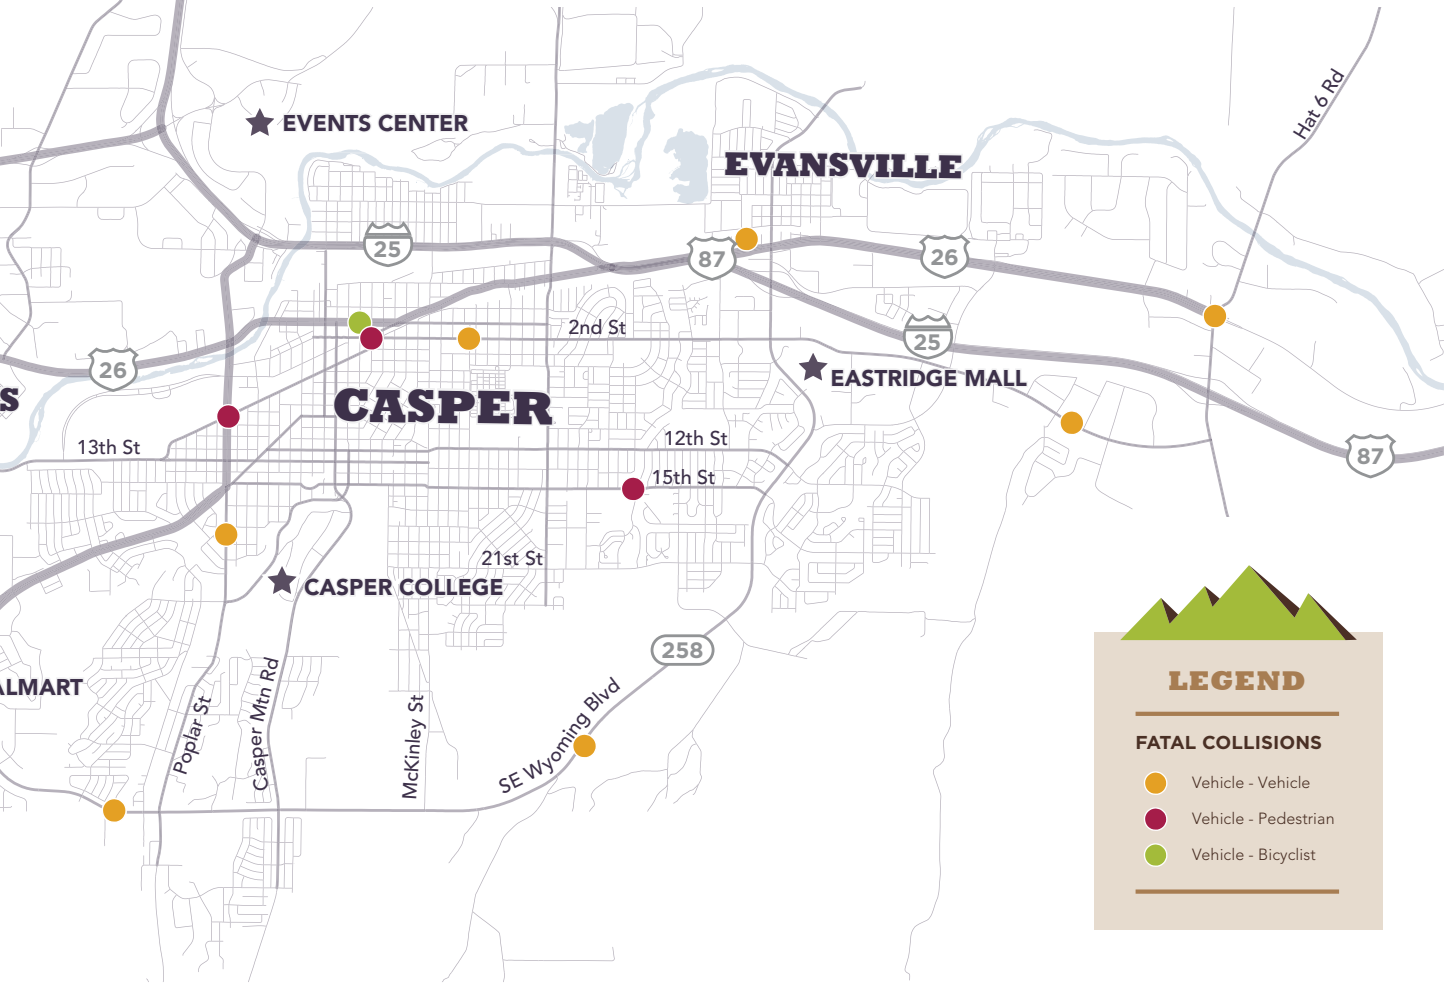 Hat 6 Rd
EVENTS CENTER
EVANSVILLE
25
87
26
2nd St
25
26
EASTRIDGE MALL
S
CASPER
12th St
13th St
87
15th St
21st St
CASPER COLLEGE
258
ALMART
Poplar St
Casper Mtn Rd
McKinley St
SE Wyoming Blvd
LEGEND
FATAL COLLISIONS
Vehicle - Vehicle
Vehicle - Pedestrian
Vehicle - Bicyclist